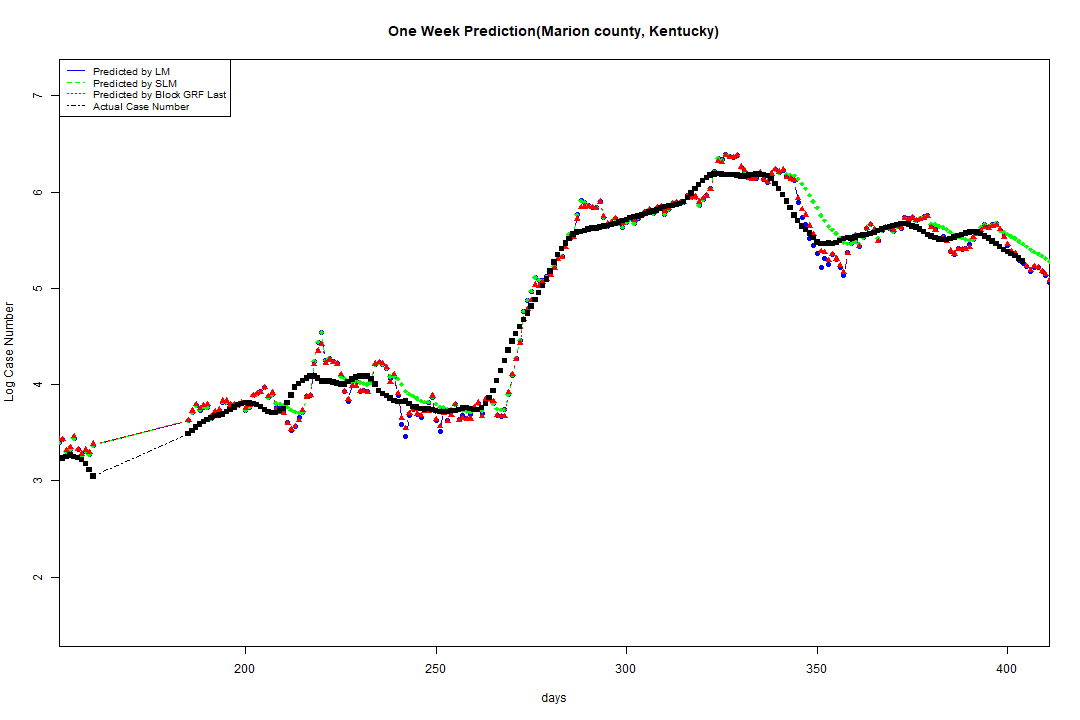 One Week Prediction(Marion county, Kentucky)
Predicted by LM
Predicted by SLM
Predicted by Block GRF Last
Actual Case Number
7
6
5
4
3
2
Log Case Number
200
250
300
350
400
days